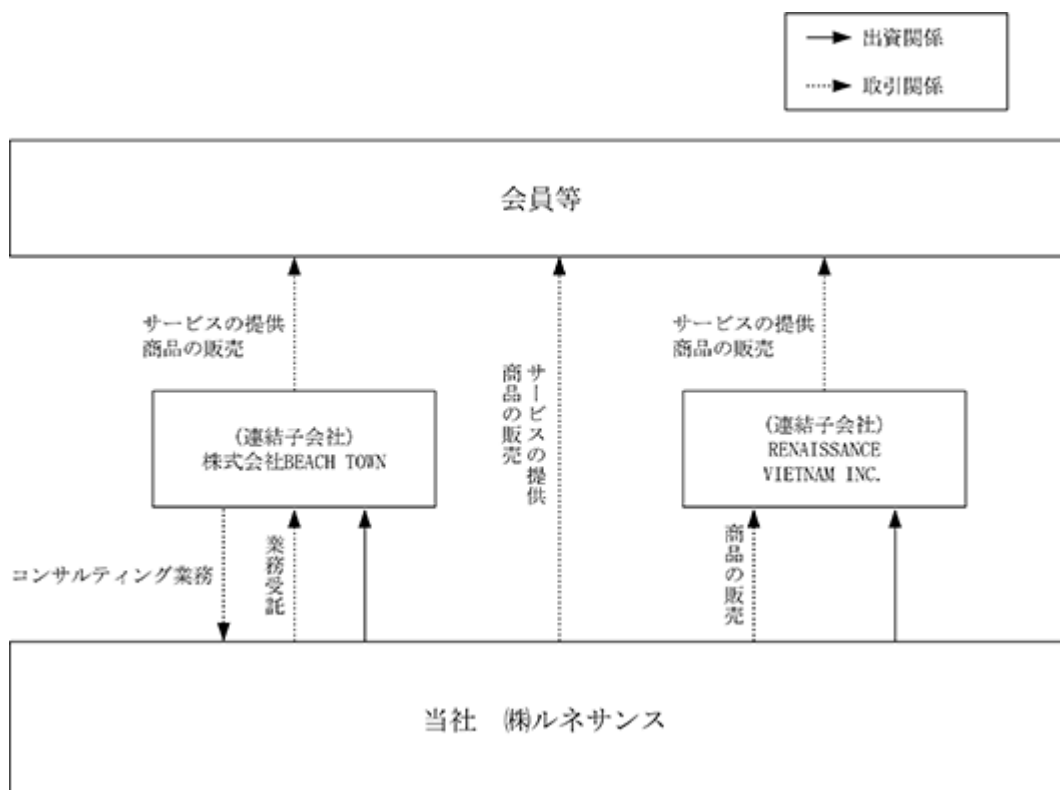 出資関係
取引関係
会員等
サービスの提供
商品の販売
サービスの提供
商品の販売
サービスの提供
商品の販売
(連結子会社)
株式会社BEACH TOWN
(連結子会社)
RENAISSANCE
VIETNAM INC.
コンサルティング業務
業務受託
商品の販売
当社 ㈱ルネサンス